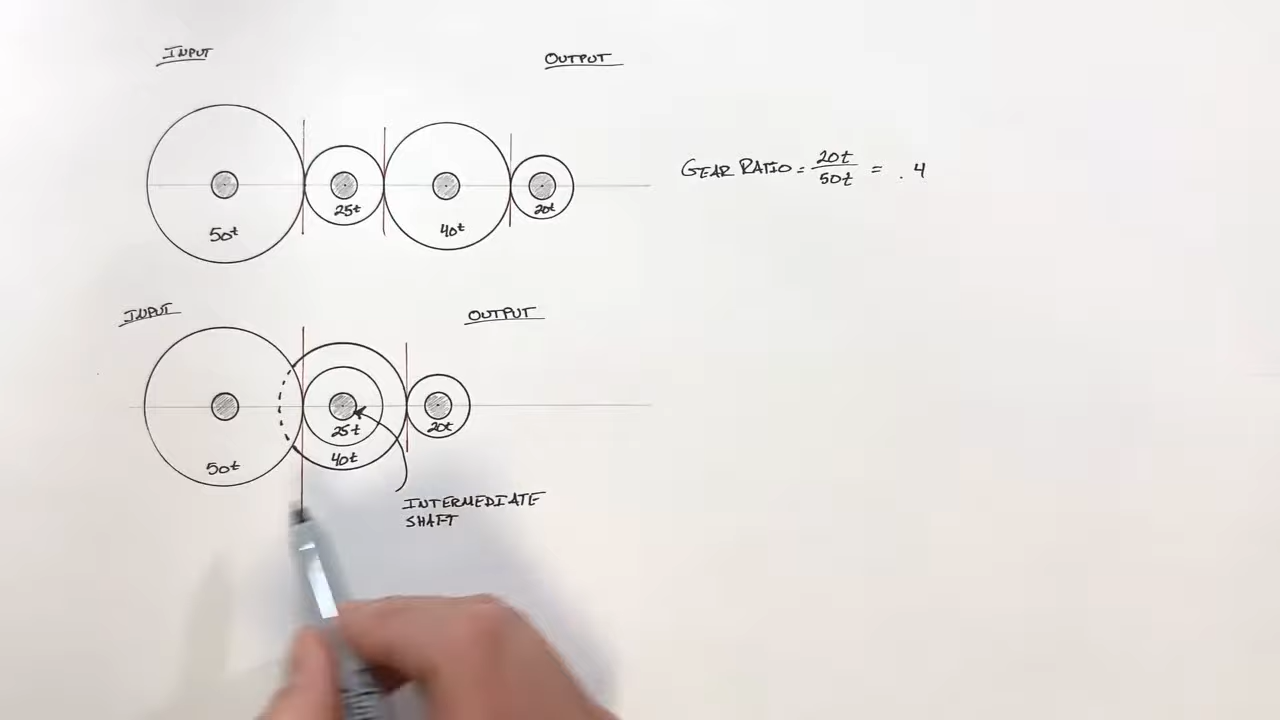 INPUT
OUTPUT
50t
25t
40t
20t
GEAR RATIO = 20t/50t = .4
INPUT
OUTPUT
50t
25t
40t
20t
INTERMEDIATE
SHAFT